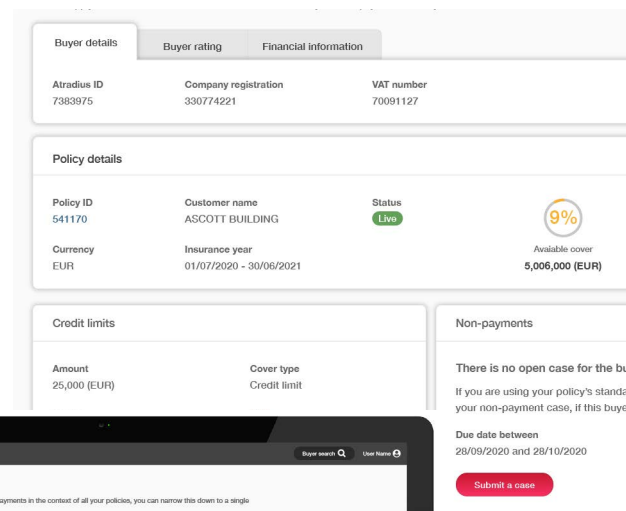 Buyer details
Buyer rating
Financial information
Atradius ID
Company registration
VAT number
7383975
330774221
70091127
Policy details
Policy ID
Customer name
Status
541170
ASCOTT BUILDING
Live
9%
Currency
Insurance year
Avaiable cover
EUR
01/07/2020 - 30/06/2021
5,006,000 (EUR)
Credit limits
Amount
Cover type
25,000 (EUR)
Credit limit
Non-payments
There is no open case for the bu
If you are using your policy's standa
your non-payment case, if this buye
Due date between
28/09/2020 and 28/10/2020
Submit a case
Buyer search
User Name
ayments in the context of all your policies, you can narrow this down to a single